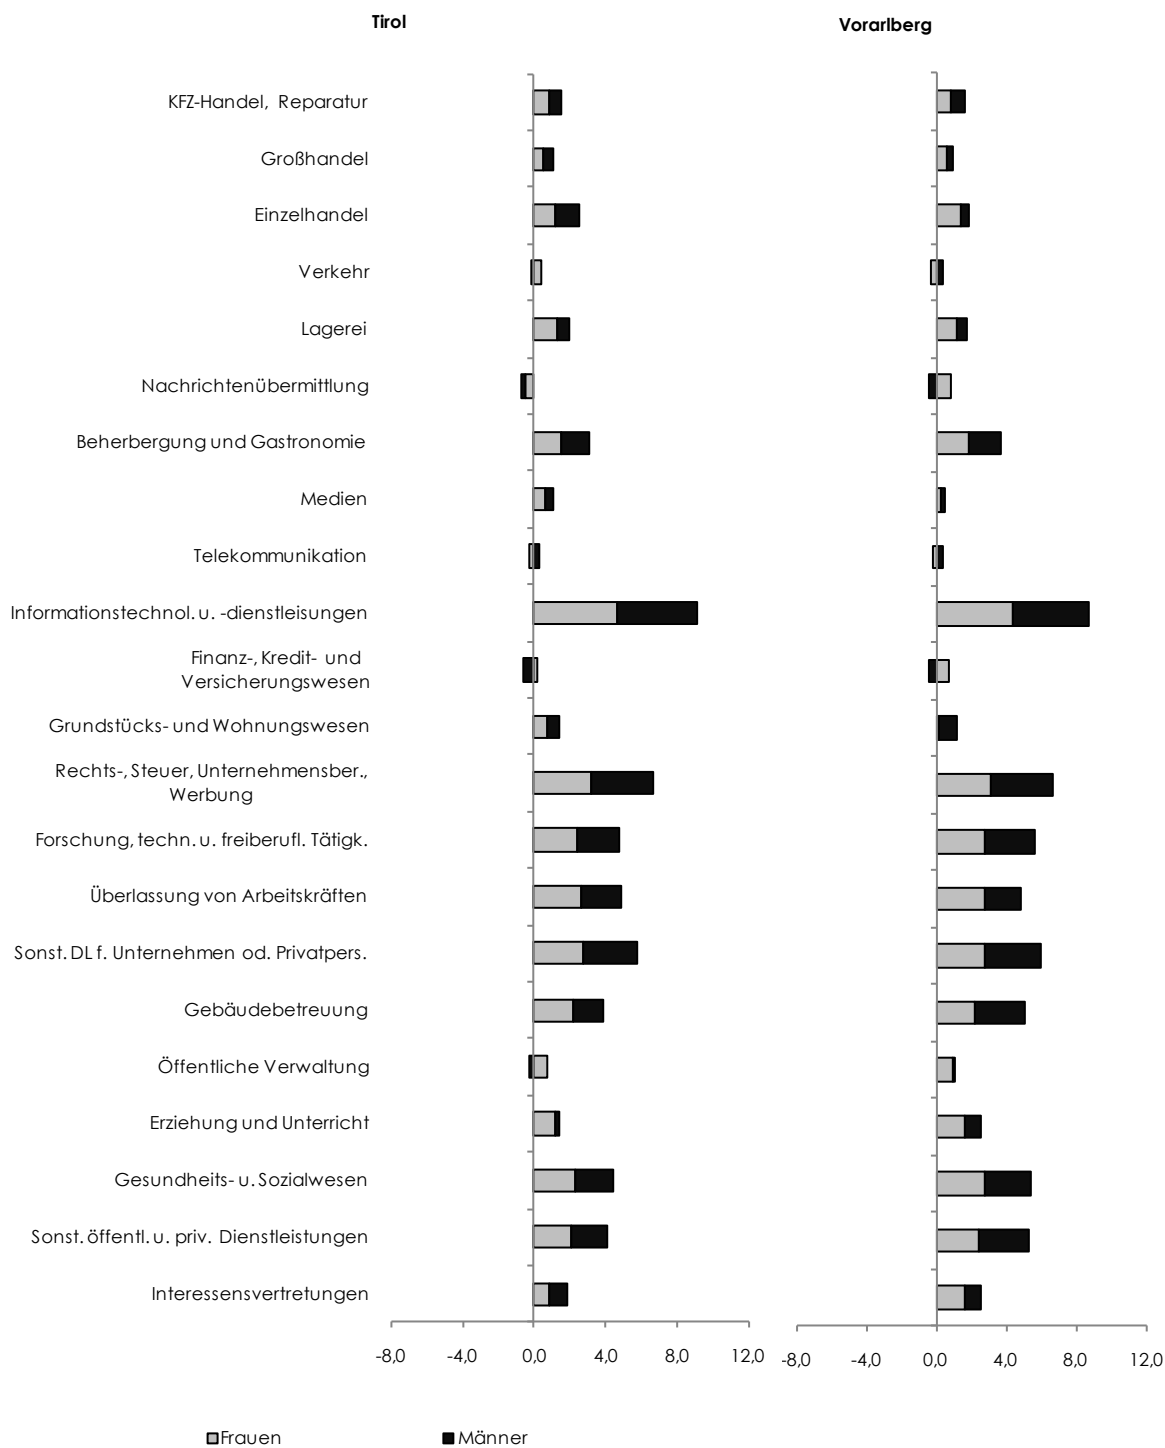 Tirol
Vorarlberg
KFZ-Handel, Reparatur
Großhandel
Einzelhandel
Verkehr
Lagerei
Nachrichtenübermittlung
Beherbergung und Gastronomie
Medien
Telekommunikation
Informationstechnol. u. -dienstleisungen
Finanz-, Kredit- und
Versicherungswesen
Grundstücks- und Wohnungswesen
Rechts-, Steuer, Unternehmensber.,
Werbung
Forschung, techn. u. freiberufl. Tätigk.
Überlassung von Arbeitskräften
Sonst. DL f. Unternehmen od. Privatpers.
Gebäudebetreuung
Öffentliche Verwaltung
Erziehung und Unterricht
Gesundheits- u. Sozialwesen
Sonst. öffentl. u. priv. Dienstleistungen
Interessensvertretungen
-8,0 -4,0 0,0 4,0 8,0 12,0
-8,0 -4,0 0,0 4,0 8,0 12,0
Frauen
Männer